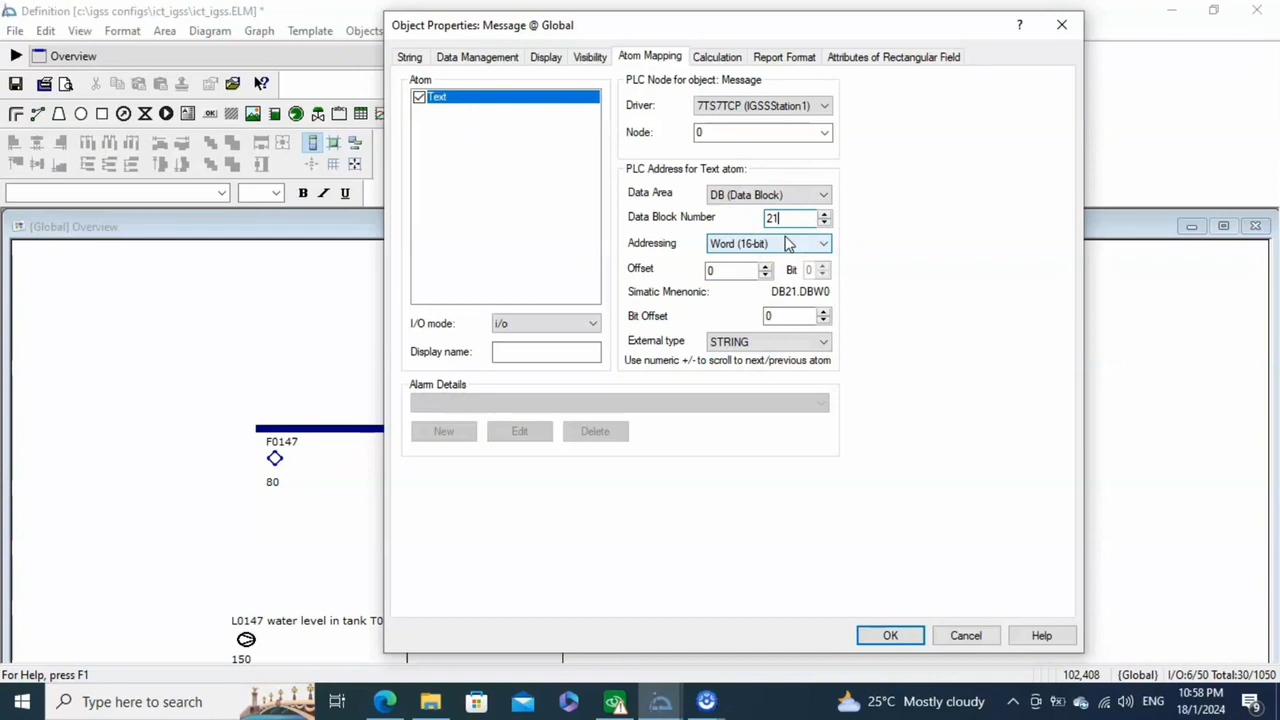 Definition [c:\igss configs\ict_igss\ict_igss.ELM] *
File Edit View Format Area Diagram Graph Template Objects
Overview
B I U
[Global] - Overview
F0147
80
L0147 water level in tank T0
150
Object Properties: Message @ Global
String Data Management Display Visibility Atom Mapping Calculation Report Format Attributes of Rectangular Field
Atom
Text
I/O mode: i/o
Display name:
PLC Node for object: Message
Driver: 7TS7TCP (IGSSStation1)
Node: 0
PLC Address for Text atom:
Data Area DB (Data Block)
Data Block Number 21
Addressing Word (16-bit)
Offset 0 Bit 0
Simatic Mnenonic: DB21.DBW0
Bit Offset 0
External type STRING
Use numeric +/- to scroll to next/previous atom
Alarm Details
New Edit Delete
OK Cancel Help
For Help, press F1
102,408 {Global} I/O:6/50 Total:30/1050
Type here to search
25°C Mostly cloudy
ENG
10:58 PM
18/1/2024
9